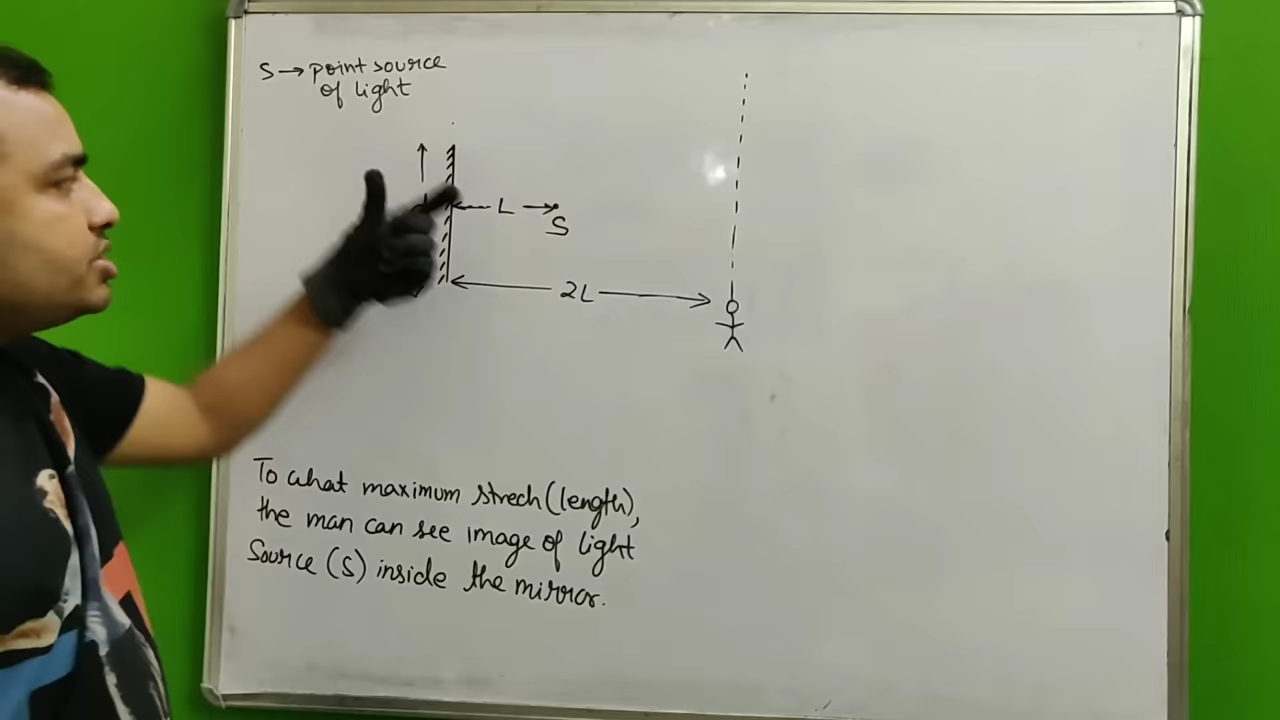 S → point source
of light
L
S
2L
To what maximum strech (length),
the man can see image of light
Source (S) inside the mirror.